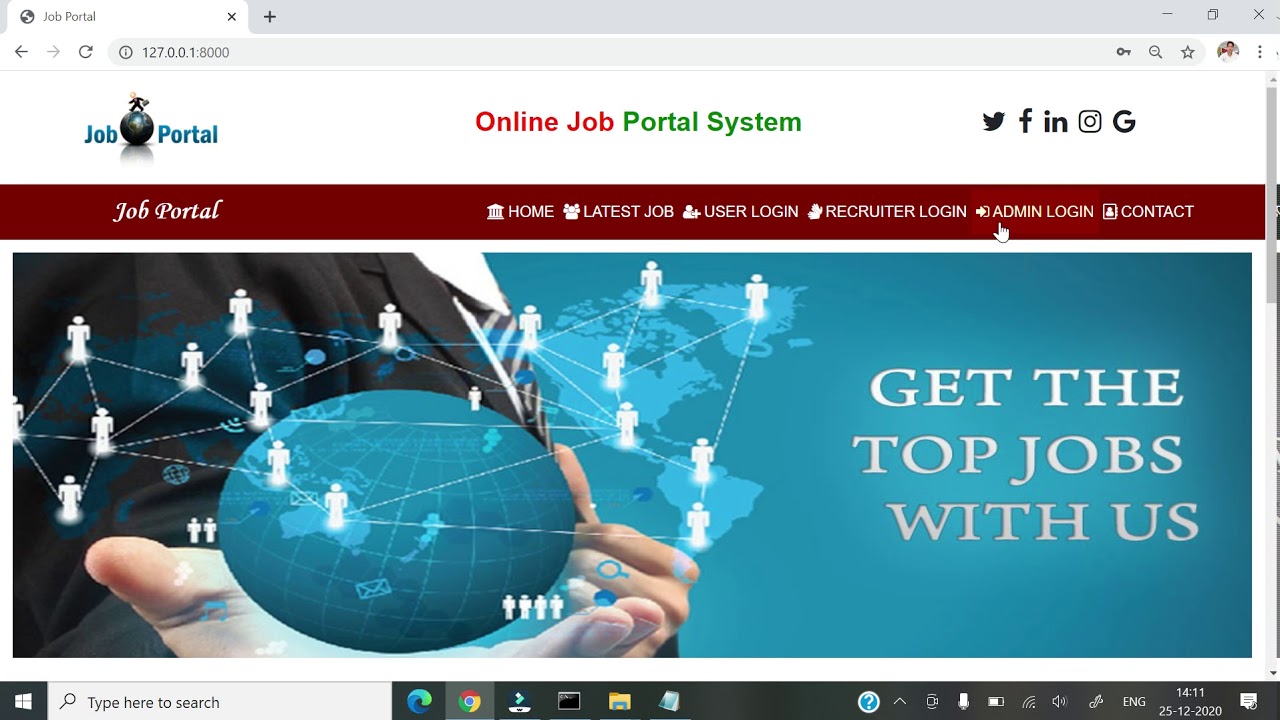 Job Portal
127.0.0.1:8000
Job Portal
Online Job Portal System
Job Portal
HOME LATEST JOB USER LOGIN RECRUITER LOGIN ADMIN LOGIN CONTACT
GET THE
TOP JOBS
WITH US
Type here to search
ENG
14:11
25-12-2020